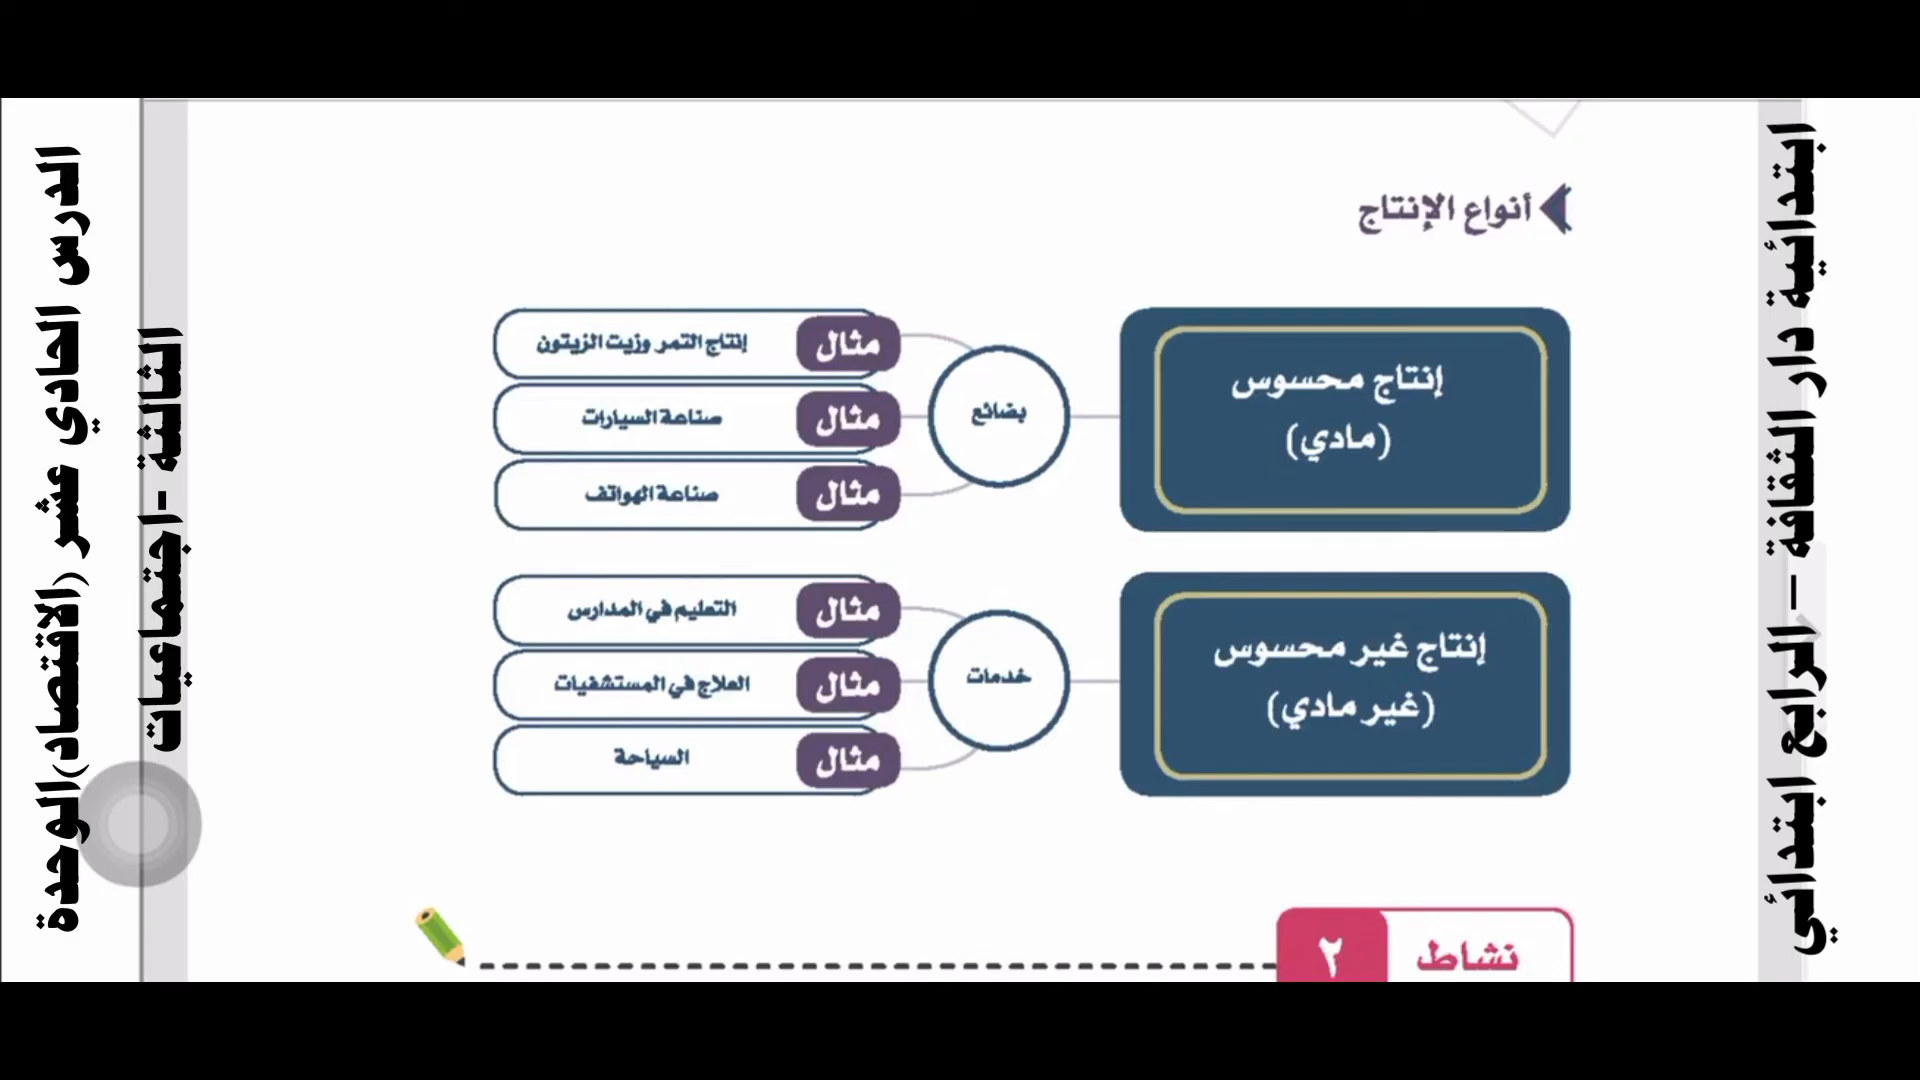 ابتدائية دار الثقافة – الرابع ابتدائي
أنواع الإنتاج
إنتاج محسوس
(مادي)
بضائع
مثال
إنتاج التمر وزيت الزيتون
مثال
صناعة السيارات
مثال
صناعة الهواتف
إنتاج غير محسوس
(غير مادي)
خدمات
مثال
التعليم في المدارس
مثال
العلاج في المستشفيات
مثال
السياحة
نشاط ٢
الدرس الحادي عشر (الاقتصاد)الوحدة
الثالثة -اجتماعيات